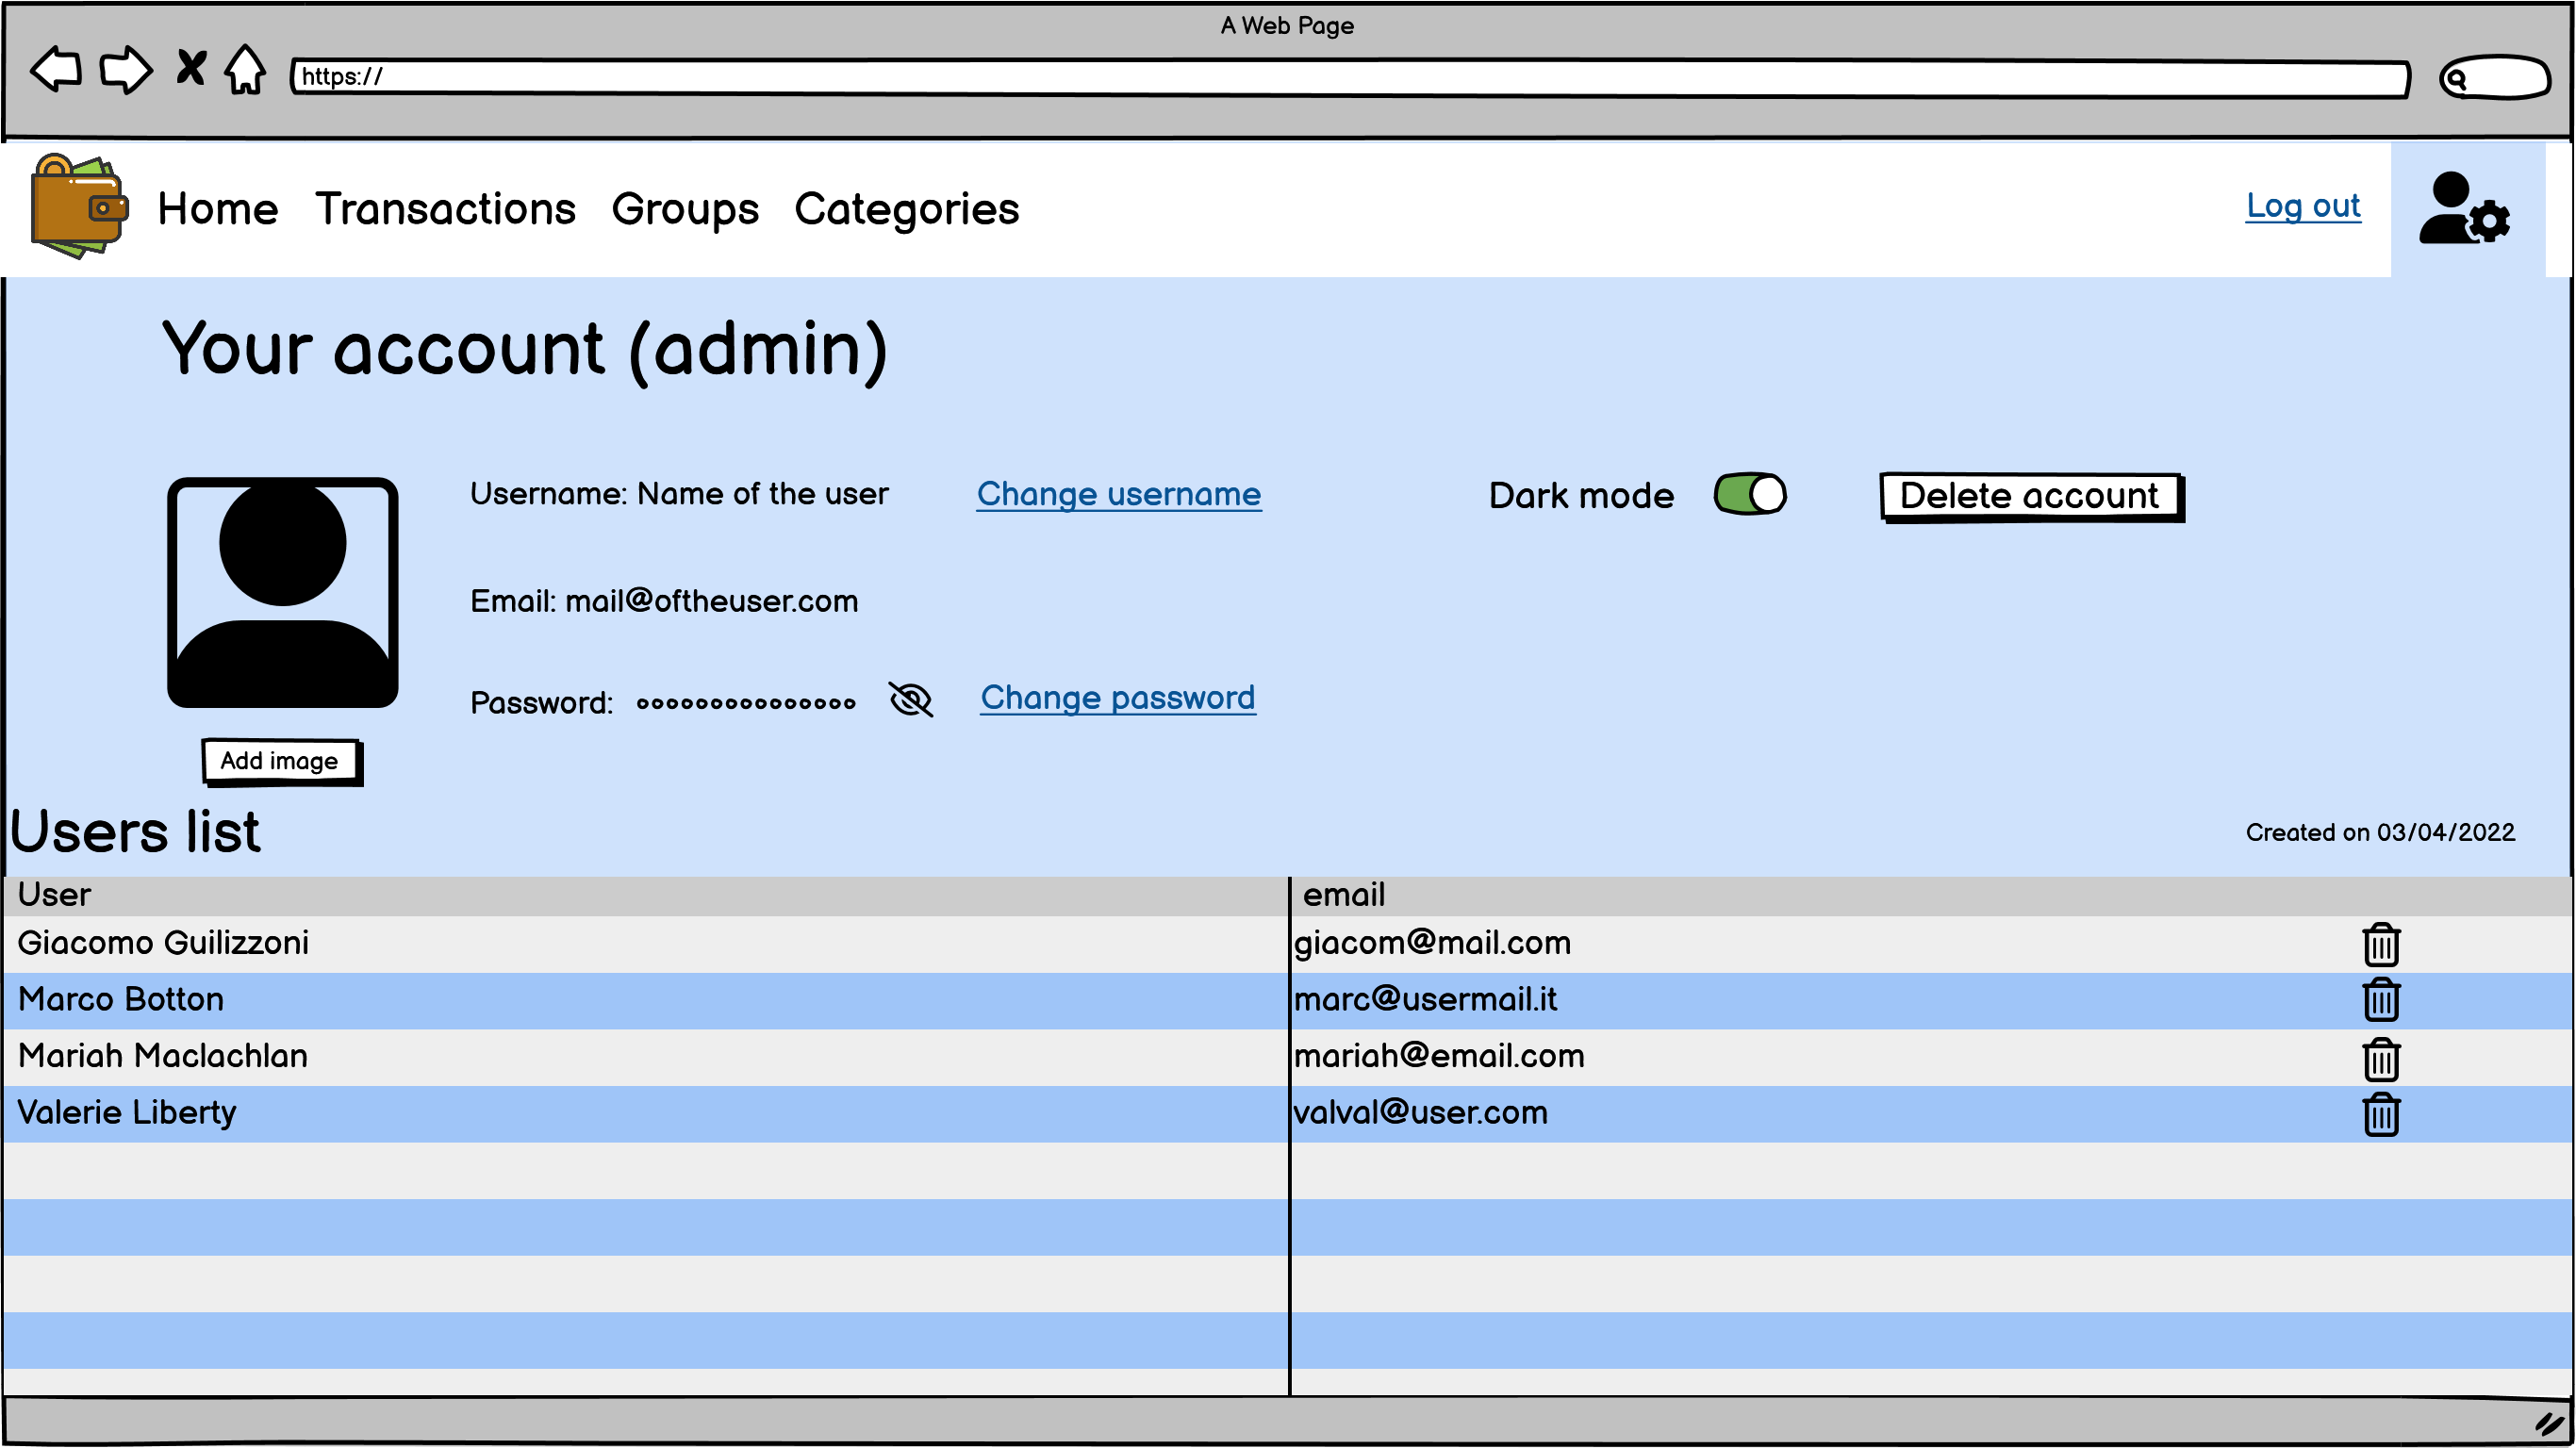 A Web Page
https://
Home Transactions Groups Categories Log out
Your account (admin)
Username: Name of the user Change username Dark mode Delete account
Email: mail@oftheuser.com
Password: Change password
Add image
Users list Created on 03/04/2022
User email
Giacomo Guilizzoni giacom@mail.com
Marco Botton marc@usermail.it
Mariah Maclachlan mariah@email.com
Valerie Liberty valval@user.com